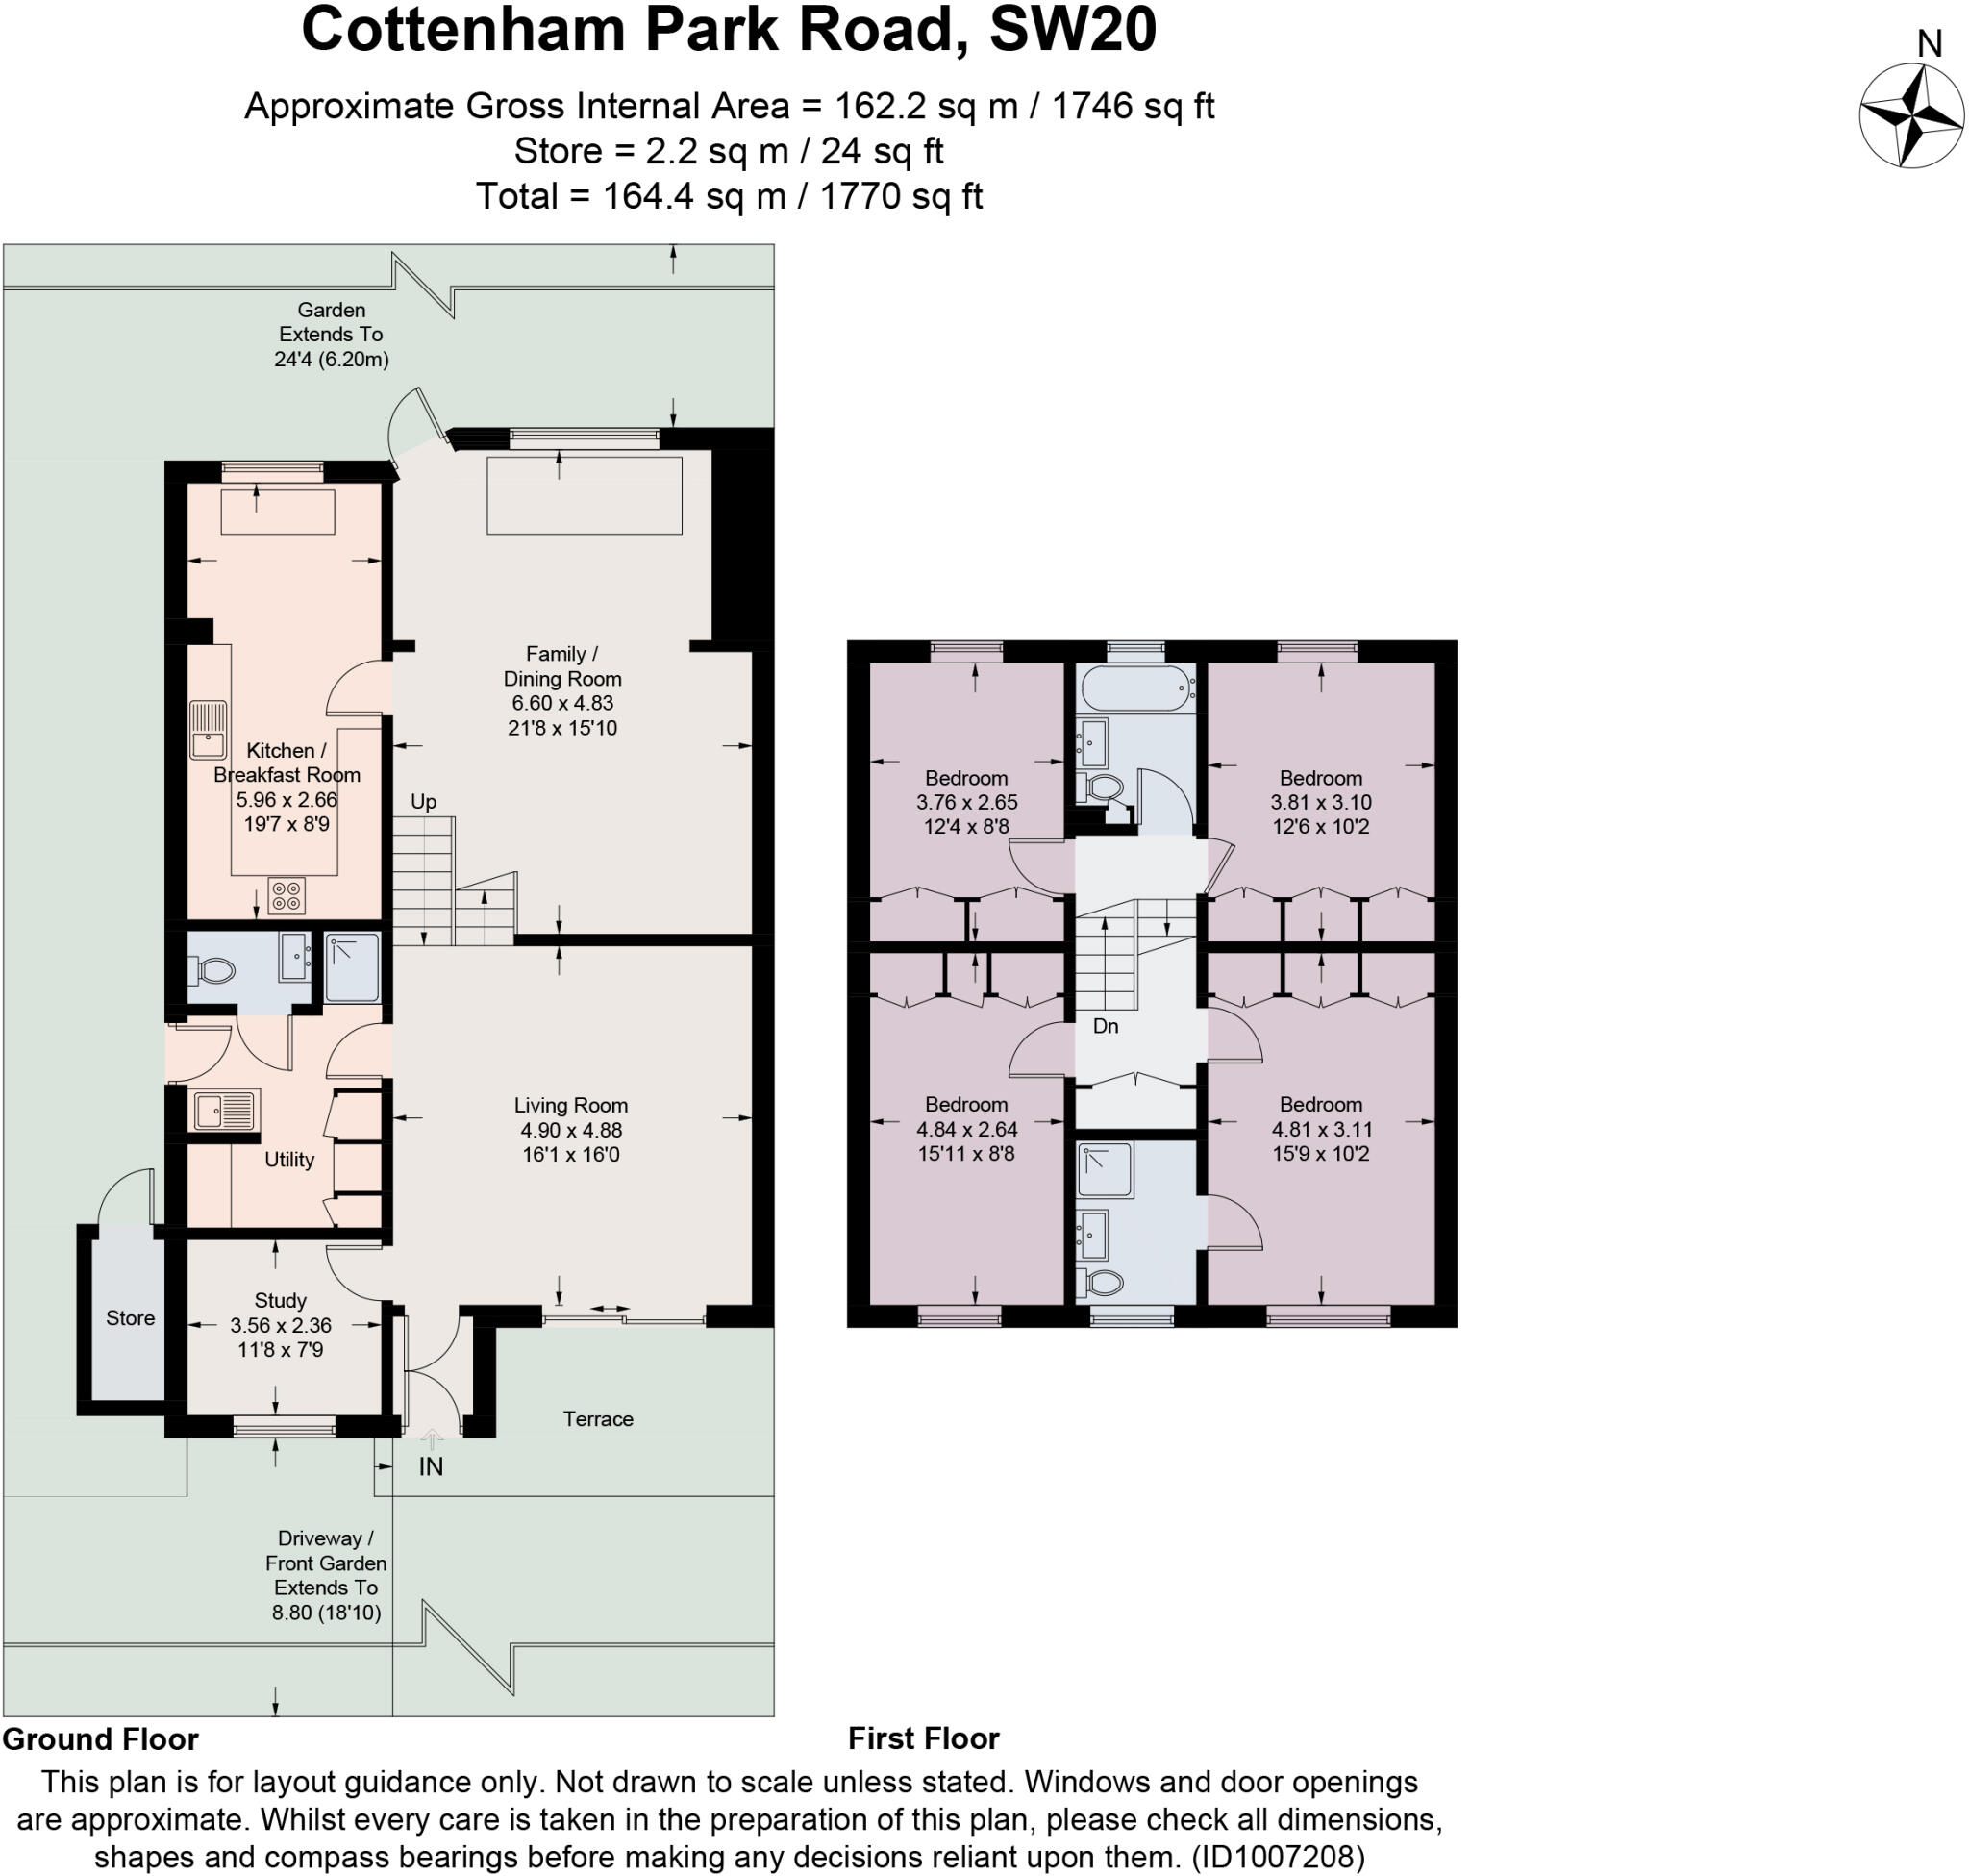 Cottenham Park Road, SW20
N
Approximate Gross Internal Area = 162.2 sq m / 1746 sq ft
Store = 2.2 sq m / 24 sq ft
Total = 164.4 sq m / 1770 sq ft
Garden
Extends To
24'4 (6.20m)
Family /
Dining Room
6.60 x 4.83
21'8 x 15'10
Kitchen /
Breakfast Room
5.96 x 2.66
19'7 x 8'9
Up
Living Room
4.90 x 4.88
16'1 x 16'0
Utility
Store
Study
3.56 x 2.36
11'8 x 7'9
Terrace
IN
Driveway /
Front Garden
Extends To
8.80 (18'10)
Ground Floor
Bedroom
3.76 x 2.65
12'4 x 8'8
Bedroom
3.81 x 3.10
12'6 x 10'2
Dn
Bedroom
4.84 x 2.64
15'11 x 8'8
Bedroom
4.81 x 3.11
15'9 x 10'2
First Floor
This plan is for layout guidance only. Not drawn to scale unless stated. Windows and door openings
are approximate. Whilst every care is taken in the preparation of this plan, please check all dimensions,
shapes and compass bearings before making any decisions reliant upon them. (ID1007208)